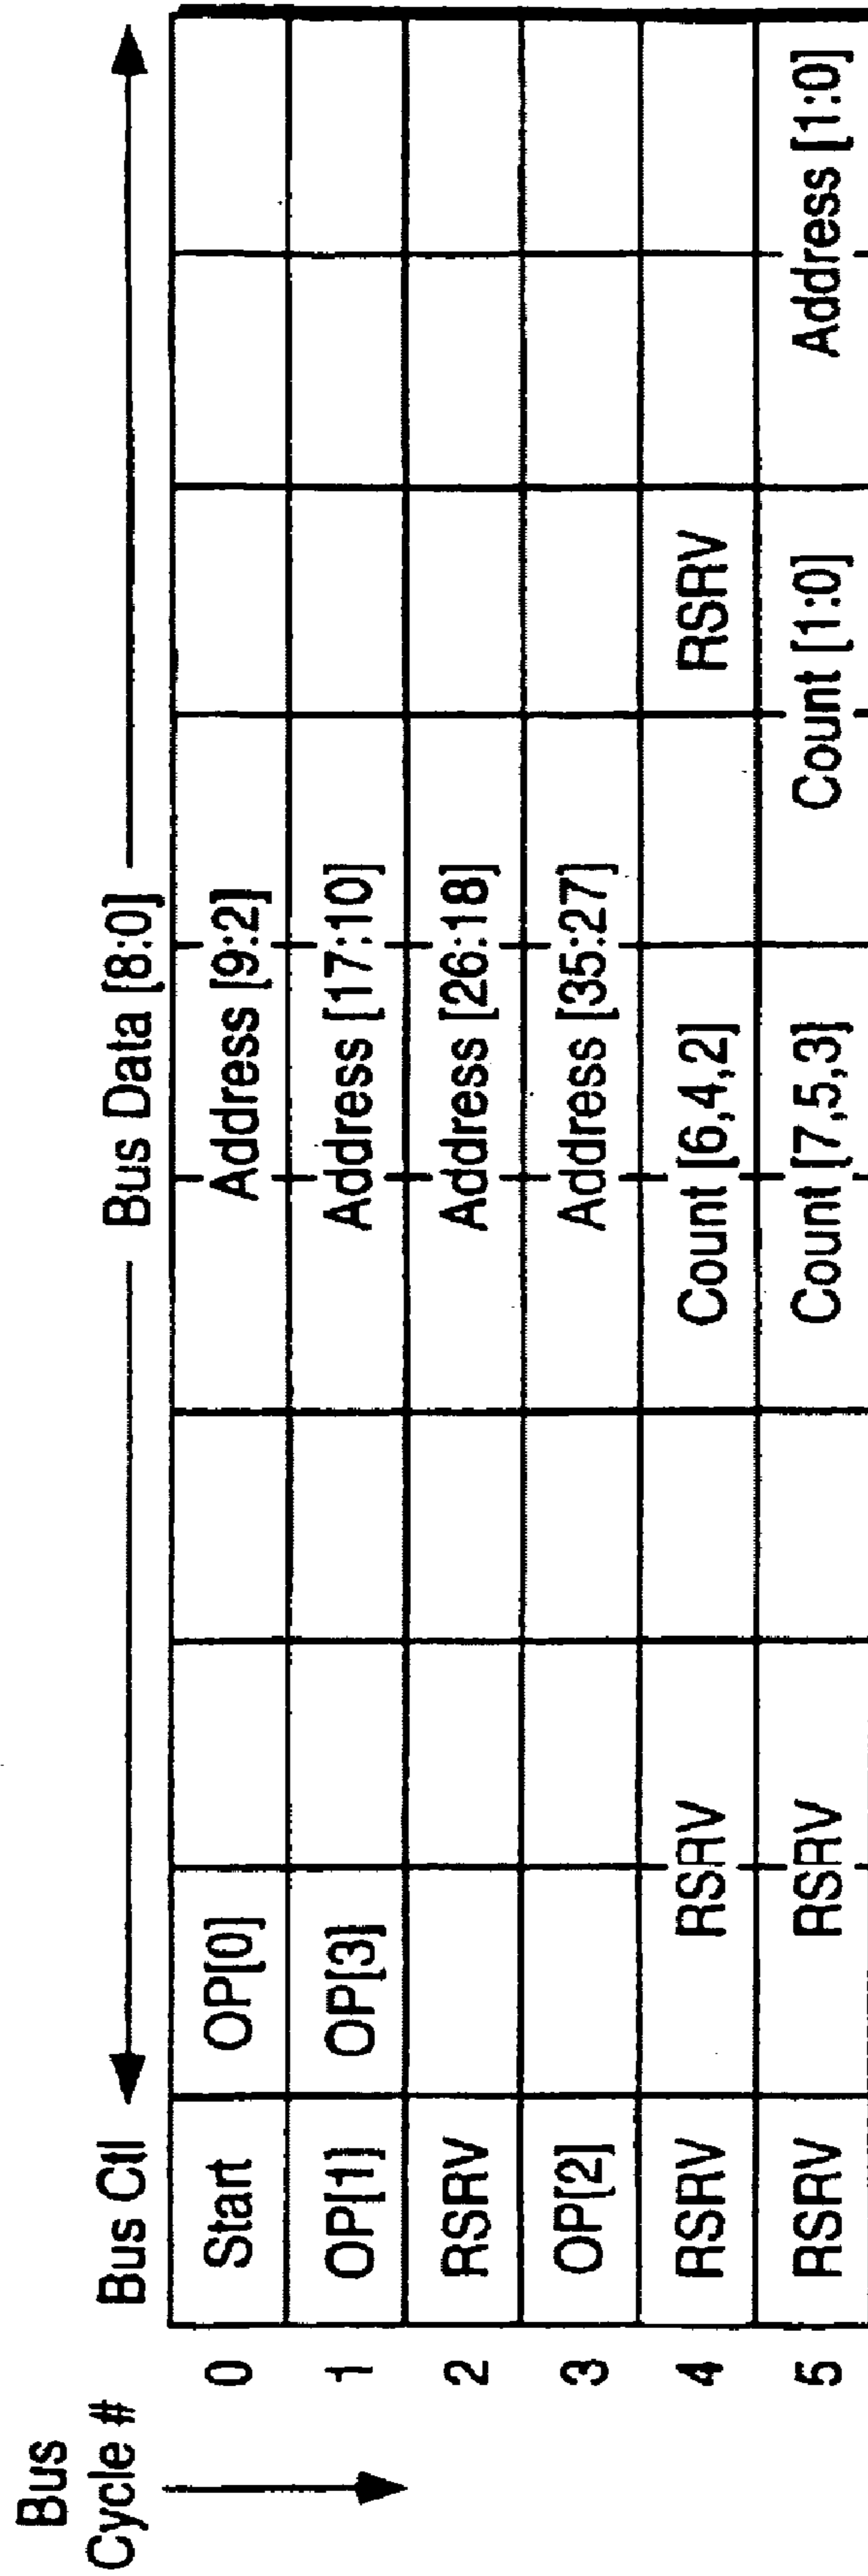 Bus
Cycle #
Bus Ctl
Bus Data [8:0]
0 Start OP[0] Address [9:2]
1 OP[1] OP[3] Address [17:10]
2 RSRV Address [26:18]
3 OP[2] Address [35:27]
4 RSRV RSRV Count [6,4,2] RSRV
5 RSRV RSRV Count [7,5,3] Count [1:0] Address [1:0]